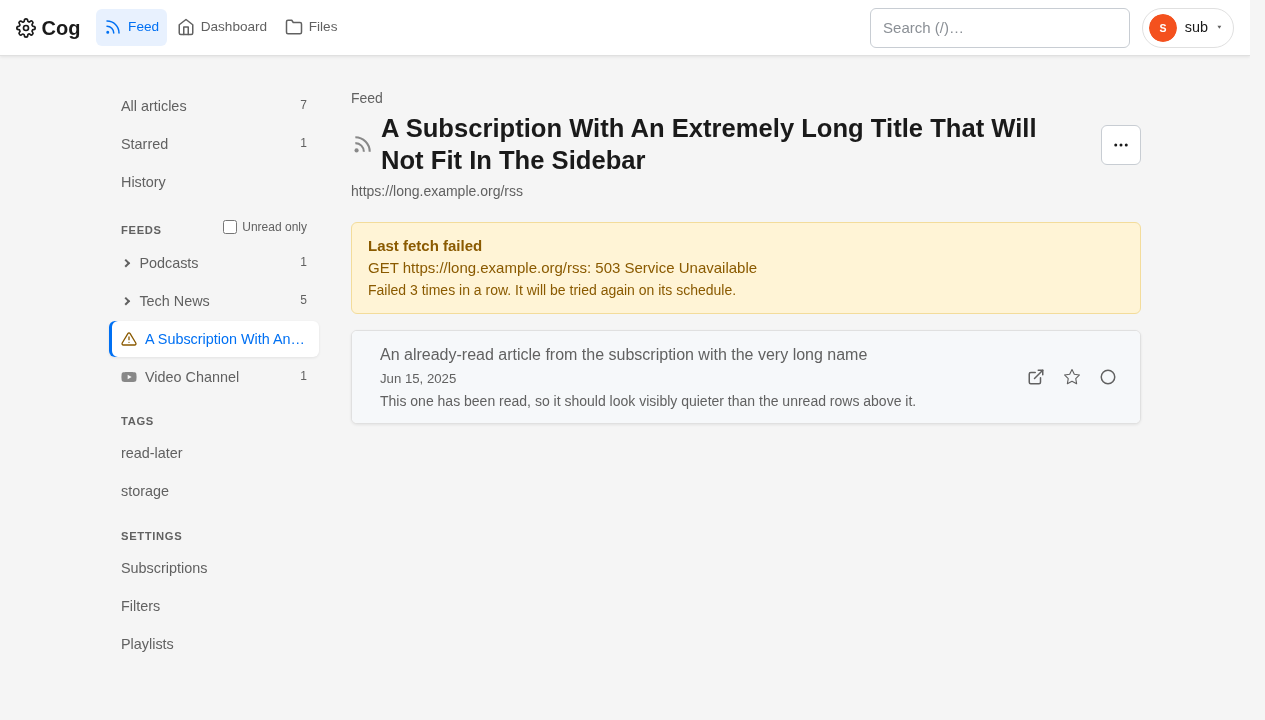 Cog
Feed
Dashboard
Files
Search (/)…
S
sub
All articles 7
Starred 1
History
FEEDS
Unread only
Podcasts 1
Tech News 5
A Subscription With An…
Video Channel 1
TAGS
read-later
storage
SETTINGS
Subscriptions
Filters
Playlists
Feed
A Subscription With An Extremely Long Title That Will
Not Fit In The Sidebar
https://long.example.org/rss
Last fetch failed
GET https://long.example.org/rss: 503 Service Unavailable
Failed 3 times in a row. It will be tried again on its schedule.
An already-read article from the subscription with the very long name
Jun 15, 2025
This one has been read, so it should look visibly quieter than the unread rows above it.